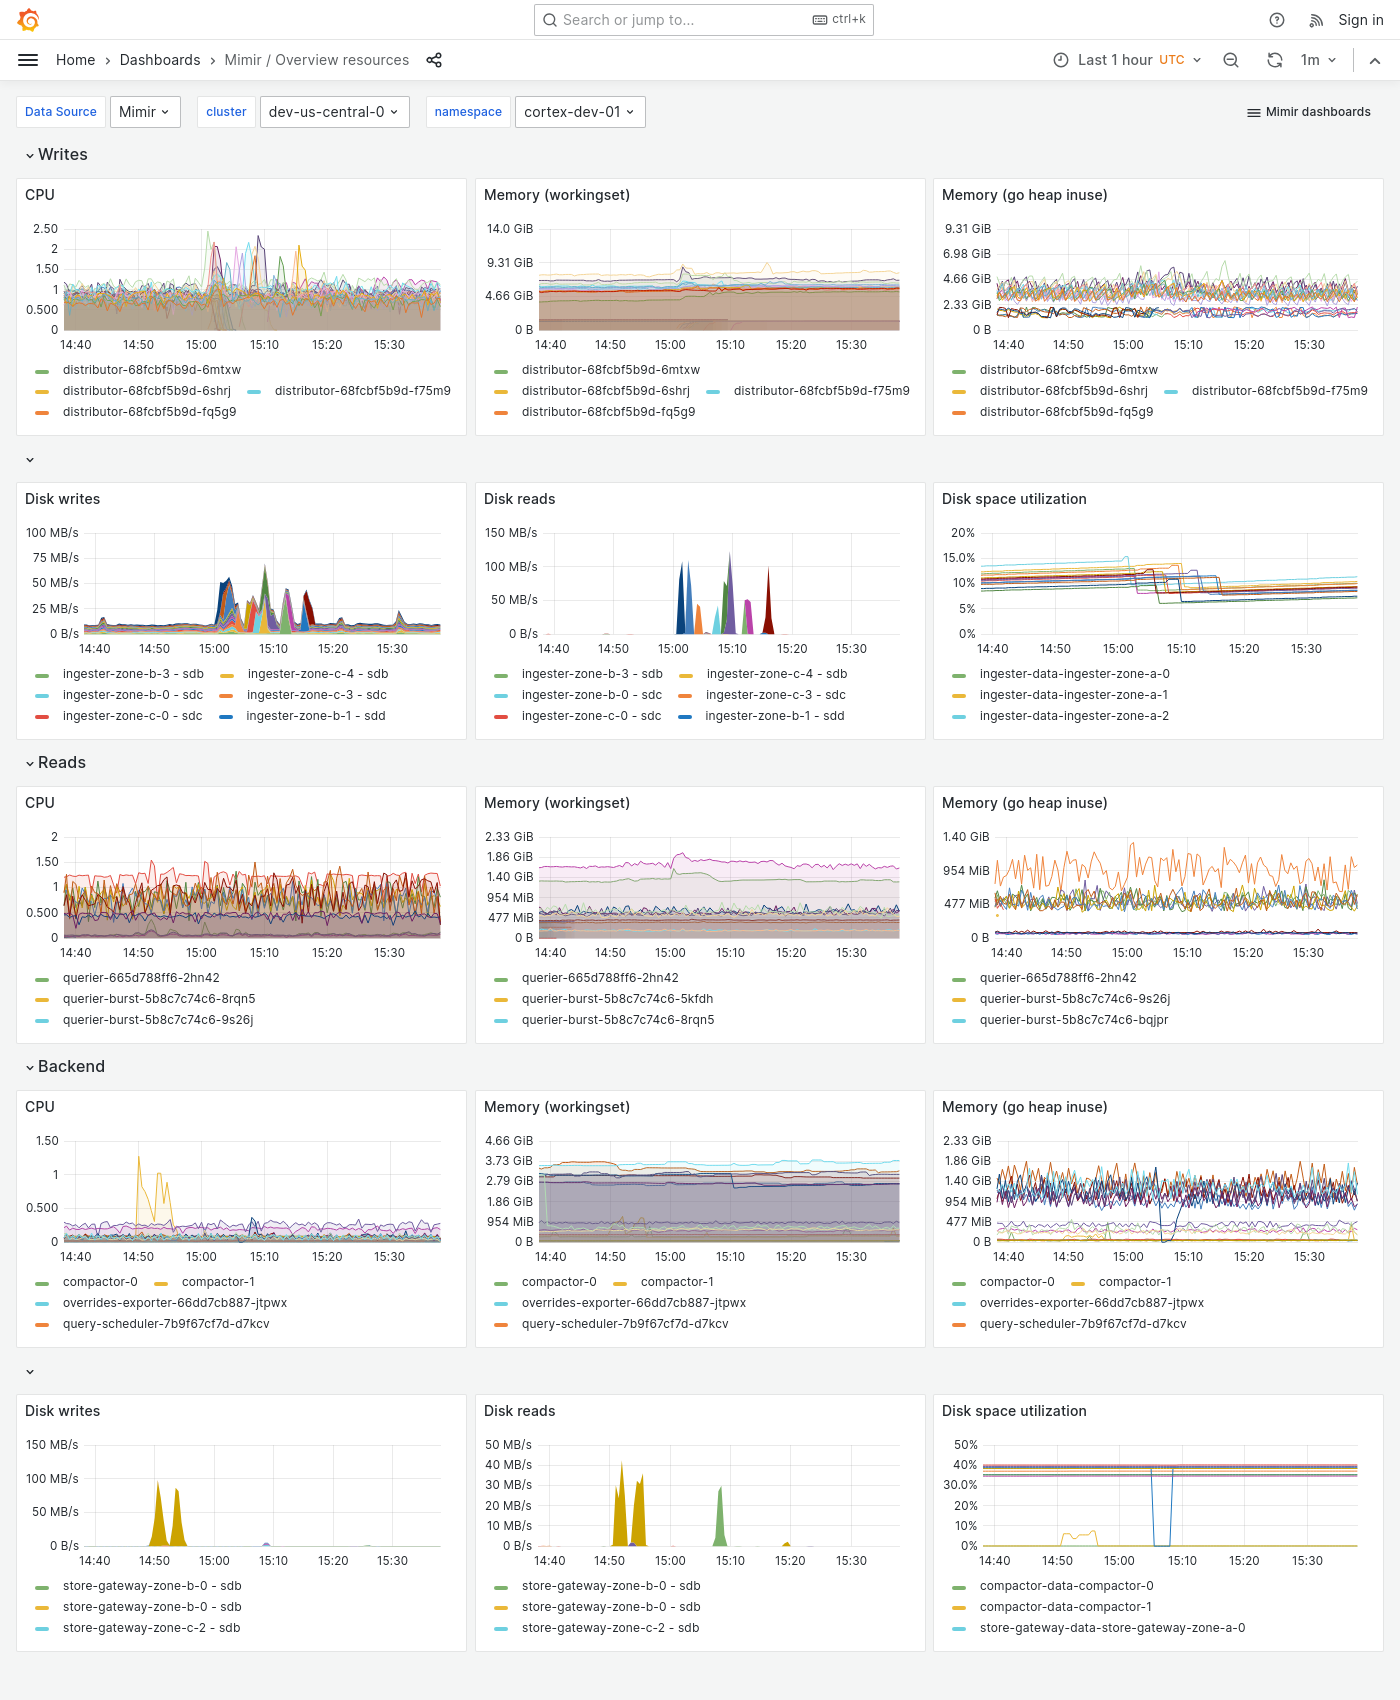 Search or jump to...
ctrl+k
Sign in
Home
Dashboards
Mimir / Overview resources
Last 1 hour UTC
1m
Data Source
Mimir
cluster
dev-us-central-0
namespace
cortex-dev-01
Mimir dashboards
Writes
CPU
2.50
2
1.50
1
0.500
0
14:40 14:50 15:00 15:10 15:20 15:30
distributor-68fcbf5b9d-6mtxw
distributor-68fcbf5b9d-6shrj distributor-68fcbf5b9d-f75m9
distributor-68fcbf5b9d-fq5g9
Memory (workingset)
14.0 GiB
9.31 GiB
4.66 GiB
0 B
14:40 14:50 15:00 15:10 15:20 15:30
distributor-68fcbf5b9d-6mtxw
distributor-68fcbf5b9d-6shrj distributor-68fcbf5b9d-f75m9
distributor-68fcbf5b9d-fq5g9
Memory (go heap inuse)
9.31 GiB
6.98 GiB
4.66 GiB
2.33 GiB
0 B
14:40 14:50 15:00 15:10 15:20 15:30
distributor-68fcbf5b9d-6mtxw
distributor-68fcbf5b9d-6shrj distributor-68fcbf5b9d-f75m9
distributor-68fcbf5b9d-fq5g9
Disk writes
100 MB/s
75 MB/s
50 MB/s
25 MB/s
0 B/s
14:40 14:50 15:00 15:10 15:20 15:30
ingester-zone-b-3 - sdb ingester-zone-c-4 - sdb
ingester-zone-b-0 - sdc ingester-zone-c-3 - sdc
ingester-zone-c-0 - sdc ingester-zone-b-1 - sdd
Disk reads
150 MB/s
100 MB/s
50 MB/s
0 B/s
14:40 14:50 15:00 15:10 15:20 15:30
ingester-zone-b-3 - sdb ingester-zone-c-4 - sdb
ingester-zone-b-0 - sdc ingester-zone-c-3 - sdc
ingester-zone-c-0 - sdc ingester-zone-b-1 - sdd
Disk space utilization
20%
15.0%
10%
5%
0%
14:40 14:50 15:00 15:10 15:20 15:30
ingester-data-ingester-zone-a-0
ingester-data-ingester-zone-a-1
ingester-data-ingester-zone-a-2
Reads
CPU
2
1.50
1
0.500
0
14:40 14:50 15:00 15:10 15:20 15:30
querier-665d788ff6-2hn42
querier-burst-5b8c7c74c6-8rqn5
querier-burst-5b8c7c74c6-9s26j
Memory (workingset)
2.33 GiB
1.86 GiB
1.40 GiB
954 MiB
477 MiB
0 B
14:40 14:50 15:00 15:10 15:20 15:30
querier-665d788ff6-2hn42
querier-burst-5b8c7c74c6-5kfdh
querier-burst-5b8c7c74c6-8rqn5
Memory (go heap inuse)
1.40 GiB
954 MiB
477 MiB
0 B
14:40 14:50 15:00 15:10 15:20 15:30
querier-665d788ff6-2hn42
querier-burst-5b8c7c74c6-9s26j
querier-burst-5b8c7c74c6-bqjpr
Backend
CPU
1.50
1
0.500
0
14:40 14:50 15:00 15:10 15:20 15:30
compactor-0 compactor-1
overrides-exporter-66dd7cb887-jtpwx
query-scheduler-7b9f67cf7d-d7kcv
Memory (workingset)
4.66 GiB
3.73 GiB
2.79 GiB
1.86 GiB
954 MiB
0 B
14:40 14:50 15:00 15:10 15:20 15:30
compactor-0 compactor-1
overrides-exporter-66dd7cb887-jtpwx
query-scheduler-7b9f67cf7d-d7kcv
Memory (go heap inuse)
2.33 GiB
1.86 GiB
1.40 GiB
954 MiB
477 MiB
0 B
14:40 14:50 15:00 15:10 15:20 15:30
compactor-0 compactor-1
overrides-exporter-66dd7cb887-jtpwx
query-scheduler-7b9f67cf7d-d7kcv
Disk writes
150 MB/s
100 MB/s
50 MB/s
0 B/s
14:40 14:50 15:00 15:10 15:20 15:30
store-gateway-zone-b-0 - sdb
store-gateway-zone-b-0 - sdb
store-gateway-zone-c-2 - sdb
Disk reads
50 MB/s
40 MB/s
30 MB/s
20 MB/s
10 MB/s
0 B/s
14:40 14:50 15:00 15:10 15:20 15:30
store-gateway-zone-b-0 - sdb
store-gateway-zone-b-0 - sdb
store-gateway-zone-c-2 - sdb
Disk space utilization
50%
40%
30.0%
20%
10%
0%
14:40 14:50 15:00 15:10 15:20 15:30
compactor-data-compactor-0
compactor-data-compactor-1
store-gateway-data-store-gateway-zone-a-0